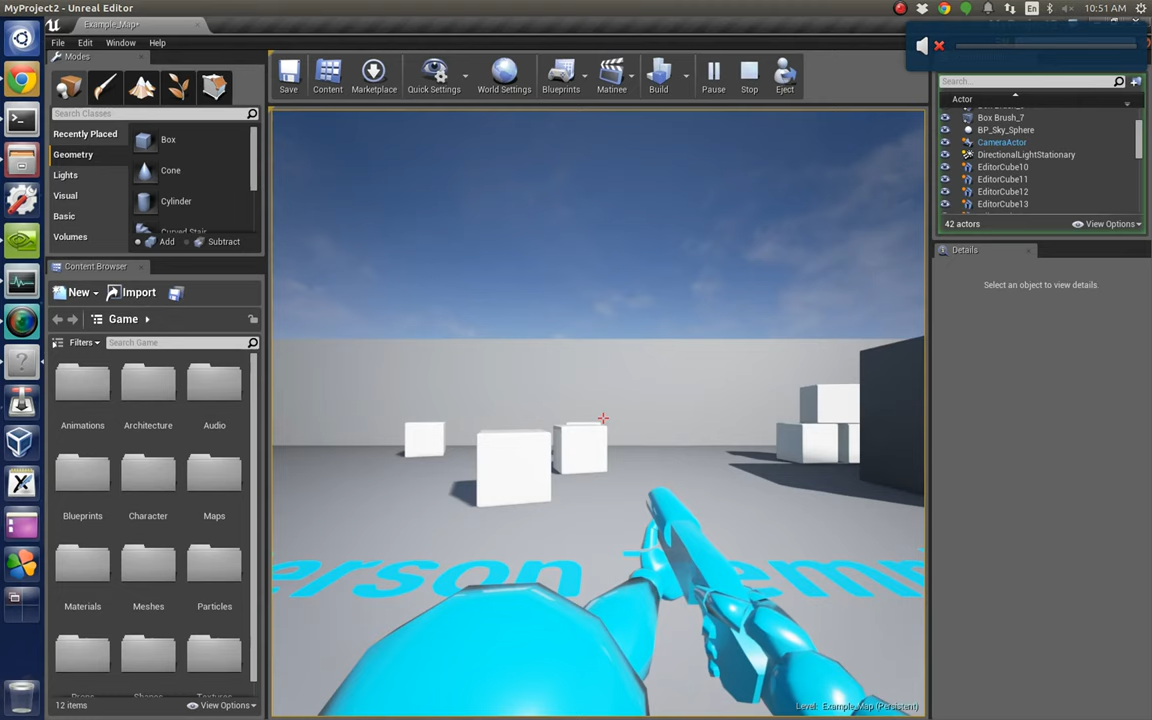 MyProject2 - Unreal Editor
En
10:51 AM
Example_Map*
File
Edit
Window
Help
Modes
Search Classes
Recently Placed
Geometry
Lights
Visual
Basic
Volumes
Box
Cone
Cylinder
Curved Stair
Add
Subtract
Save
Content
Marketplace
Quick Settings
World Settings
Blueprints
Matinee
Build
Pause
Stop
Eject
Search...
Actor
Box Brush_7
BP_Sky_Sphere
CameraActor
DirectionalLightStationary
EditorCube10
EditorCube11
EditorCube12
EditorCube13
42 actors
View Options
Details
Select an object to view details.
Content Browser
New
Import
Game
Filters
Search Game
Animations
Architecture
Audio
Blueprints
Character
Maps
Materials
Meshes
Particles
Props
Shapes
Textures
12 items
View Options
erson
Level: Example_Map (Persistent)